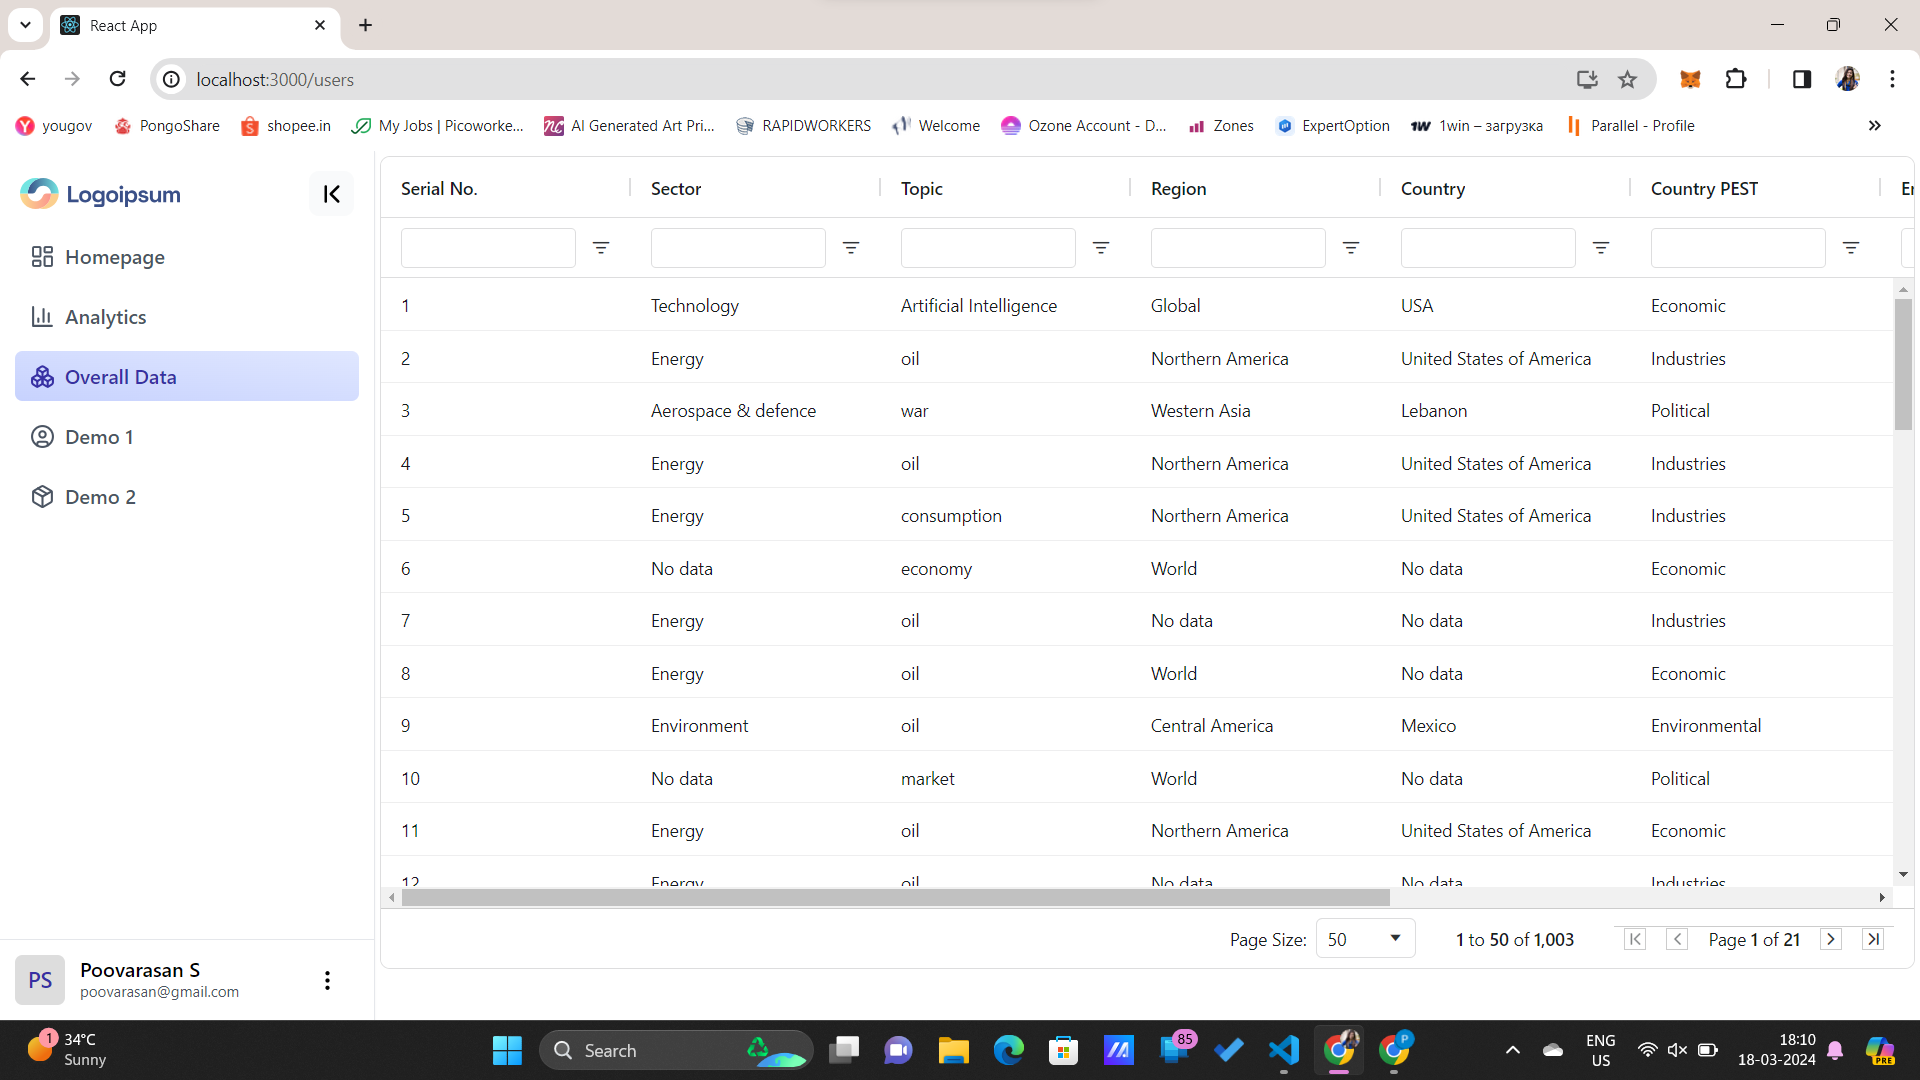 React App
localhost:3000/users
yougov PongoShare shopee.in My Jobs | Picoworke... AI Generated Art Pri... RAPIDWORKERS Welcome Ozone Account - D... Zones ExpertOption 1W 1win – загрузка Parallel - Profile
Logoipsum
Homepage
Analytics
Overall Data
Demo 1
Demo 2
Serial No. Sector Topic Region Country Country PEST
1 Technology Artificial Intelligence Global USA Economic
2 Energy oil Northern America United States of America Industries
3 Aerospace & defence war Western Asia Lebanon Political
4 Energy oil Northern America United States of America Industries
5 Energy consumption Northern America United States of America Industries
6 No data economy World No data Economic
7 Energy oil No data No data Industries
8 Energy oil World No data Economic
9 Environment oil Central America Mexico Environmental
10 No data market World No data Political
11 Energy oil Northern America United States of America Economic
12 Energy oil No data No data Industries
Page Size: 50 1 to 50 of 1,003 Page 1 of 21
PS
Poovarasan S
poovarasan@gmail.com
1
34°C
Sunny
Search
85
P
ENG
US
18:10
18-03-2024
PRE